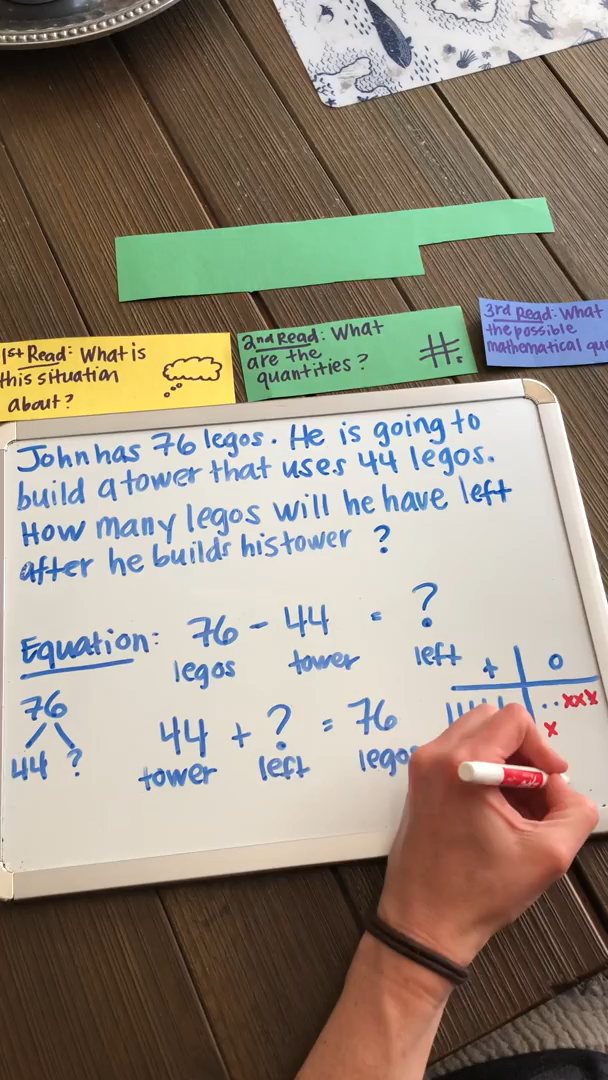 1st Read: What is
this situation
about?
2nd Read: What
are the
quantities?
3rd Read: What
the possible
mathematical
John has 76 legos. He is going to
build a tower that uses 44 legos.
How many legos will he have left
after he builds his tower ?
Equation: 76 - 44 = ?
legos tower left
76
44 ?
44 + ? = 76
tower left legos
t o
xxx
x